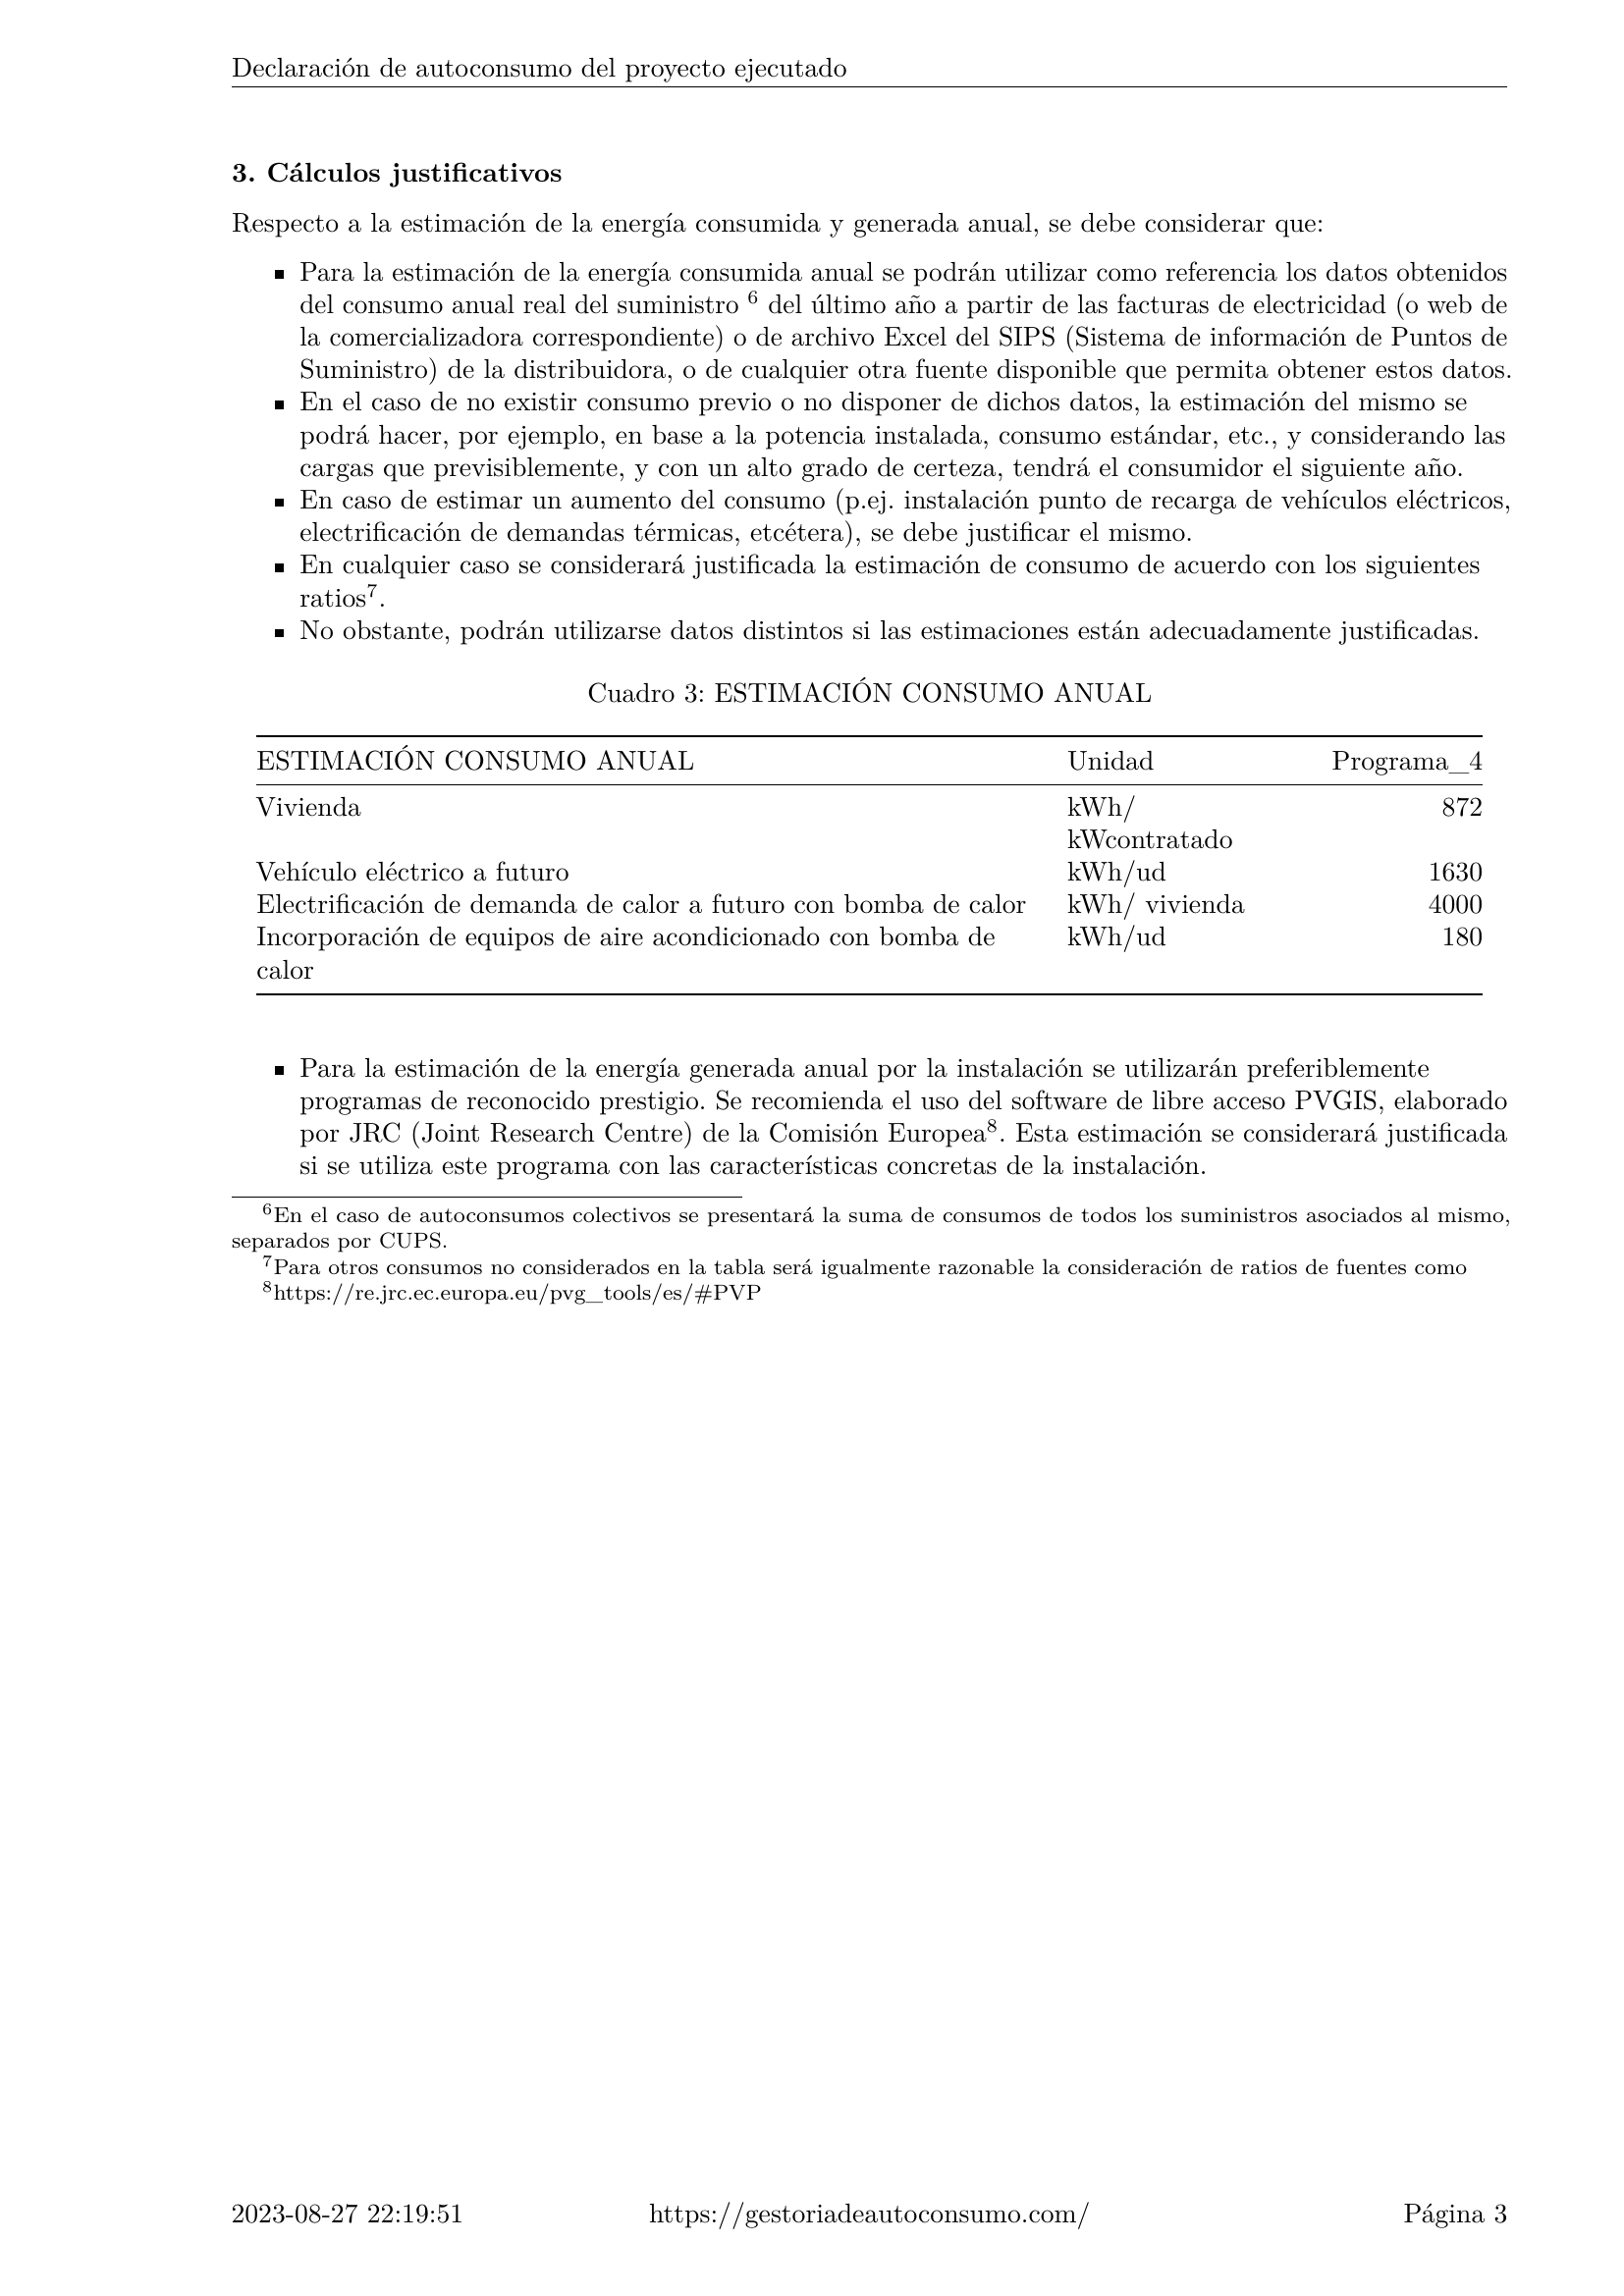 Declaración de autoconsumo del proyecto ejecutado
3. Cálculos justificativos
Respecto a la estimación de la energía consumida y generada anual, se debe considerar que:
▪ Para la estimación de la energía consumida anual se podrán utilizar como referencia los datos obtenidos
del consumo anual real del suministro ⁶ del último año a partir de las facturas de electricidad (o web de
la comercializadora correspondiente) o de archivo Excel del SIPS (Sistema de información de Puntos de
Suministro) de la distribuidora, o de cualquier otra fuente disponible que permita obtener estos datos.
▪ En el caso de no existir consumo previo o no disponer de dichos datos, la estimación del mismo se
podrá hacer, por ejemplo, en base a la potencia instalada, consumo estándar, etc., y considerando las
cargas que previsiblemente, y con un alto grado de certeza, tendrá el consumidor el siguiente año.
▪ En caso de estimar un aumento del consumo (p.ej. instalación punto de recarga de vehículos eléctricos,
electrificación de demandas térmicas, etcétera), se debe justificar el mismo.
▪ En cualquier caso se considerará justificada la estimación de consumo de acuerdo con los siguientes
ratios⁷.
▪ No obstante, podrán utilizarse datos distintos si las estimaciones están adecuadamente justificadas.
Cuadro 3: ESTIMACIÓN CONSUMO ANUAL
ESTIMACIÓN CONSUMO ANUAL Unidad Programa_4
Vivienda kWh/ 872
kWcontratado
Vehículo eléctrico a futuro kWh/ud 1630
Electrificación de demanda de calor a futuro con bomba de calor kWh/ vivienda 4000
Incorporación de equipos de aire acondicionado con bomba de kWh/ud 180
calor
▪ Para la estimación de la energía generada anual por la instalación se utilizarán preferiblemente
programas de reconocido prestigio. Se recomienda el uso del software de libre acceso PVGIS, elaborado
por JRC (Joint Research Centre) de la Comisión Europea⁸. Esta estimación se considerará justificada
si se utiliza este programa con las características concretas de la instalación.
⁶En el caso de autoconsumos colectivos se presentará la suma de consumos de todos los suministros asociados al mismo,
separados por CUPS.
⁷Para otros consumos no considerados en la tabla será igualmente razonable la consideración de ratios de fuentes como
⁸https://re.jrc.ec.europa.eu/pvg_tools/es/#PVP
2023-08-27 22:19:51 https://gestoriadeautoconsumo.com/ Página 3